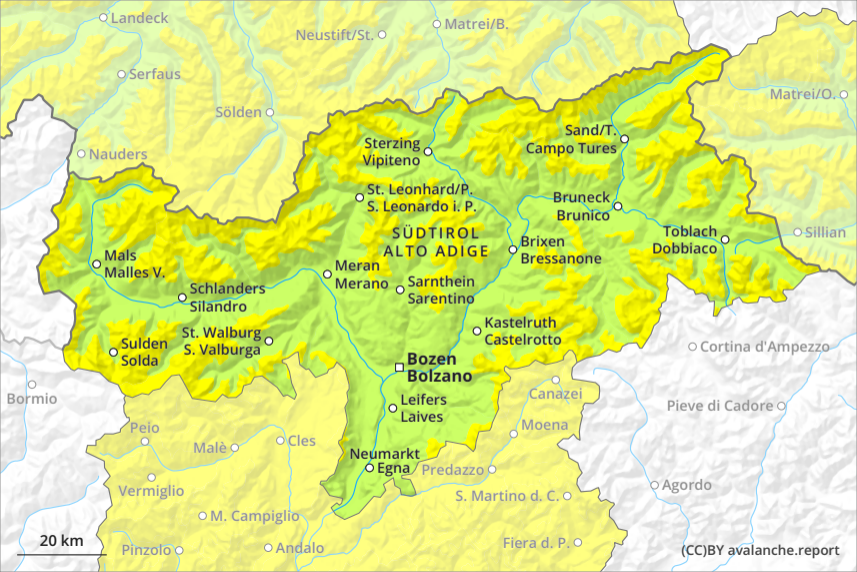 Landeck
Matrei/B.
Neustift/St.
Serfaus
Matrei/O.
Sölden
Sand/T.
Campo Tures
Sterzing
Vipiteno
Nauders
St. Leonhard/P.
S. Leonardo i. P.
Bruneck
Brunico
SÜDTIROL
ALTO ADIGE
Toblach
Dobbiaco
Sillian
Brixen
Bressanone
Mals
Malles V.
Meran
Merano
Sarnthein
Sarentino
Schlanders
Silandro
Kastelruth
Castelrotto
St. Walburg
S. Valburga
Sulden
Solda
Cortina d'Ampezzo
Bozen
Bolzano
Bormio
Canazei
Leifers
Laives
Pieve di Cadore
Peio
Moena
Cles
Malè
Neumarkt
Egna
Predazzo
Vermiglio
Agordo
S. Martino d. C.
M. Campiglio
20 km
Pinzolo
Andalo
Fiera d. P.
(CC)BY avalanche.report